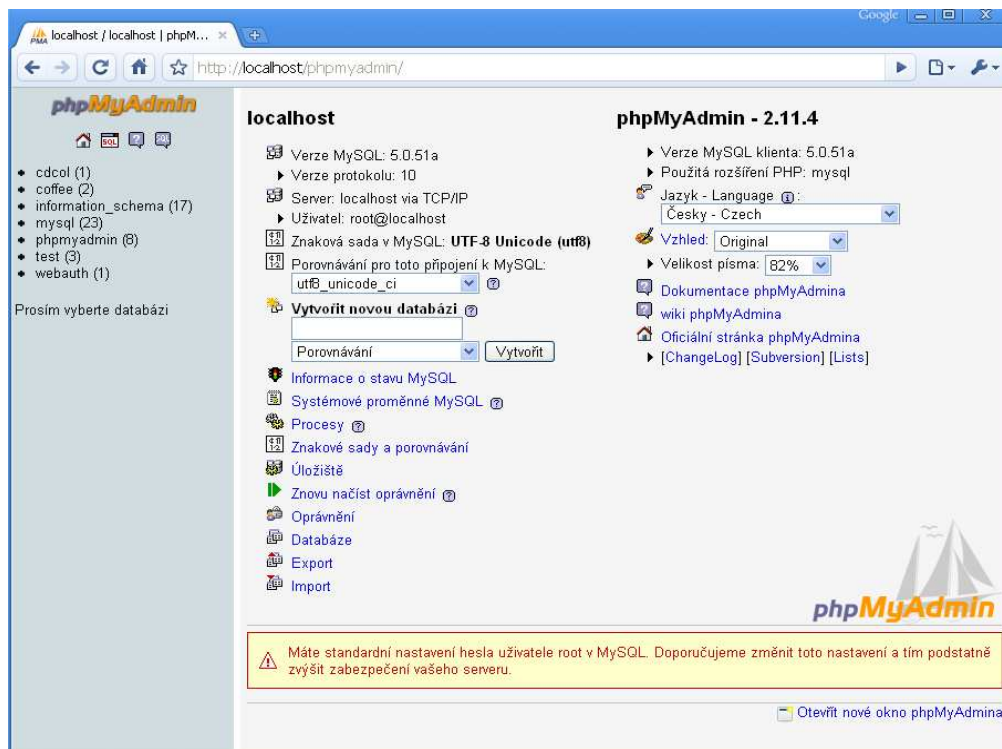 Google
localhost / localhost | phpM...
http://localhost/phpmyadmin/
phpMyAdmin
SQL
cdcol (1)
coffee (2)
information_schema (17)
mysql (23)
phpmyadmin (8)
test (3)
webauth (1)
Prosím vyberte databázi
localhost
Verze MySQL: 5.0.51a
Verze protokolu: 10
Server: localhost via TCP/IP
Uživatel: root@localhost
Znaková sada v MySQL: UTF-8 Unicode (utf8)
Porovnávání pro toto připojení k MySQL:
utf8_unicode_ci
Vytvořit novou databázi
Porovnávání Vytvořit
Informace o stavu MySQL
Systémové proměnné MySQL
Procesy
Znakové sady a porovnávání
Úložiště
Znovu načíst oprávnění
Oprávnění
Databáze
Export
Import
phpMyAdmin - 2.11.4
Verze MySQL klienta: 5.0.51a
Použitá rozšíření PHP: mysql
Jazyk - Language :
Česky - Czech
Vzhled: Original
Velikost písma: 82%
Dokumentace phpMyAdmina
wiki phpMyAdmina
Oficiální stránka phpMyAdmina
[ChangeLog] [Subversion] [Lists]
phpMyAdmin
Máte standardní nastavení hesla uživatele root v MySQL. Doporučujeme změnit toto nastavení a tím podstatně
zvýšit zabezpečení vašeho serveru.
Otevřít nové okno phpMyAdmina